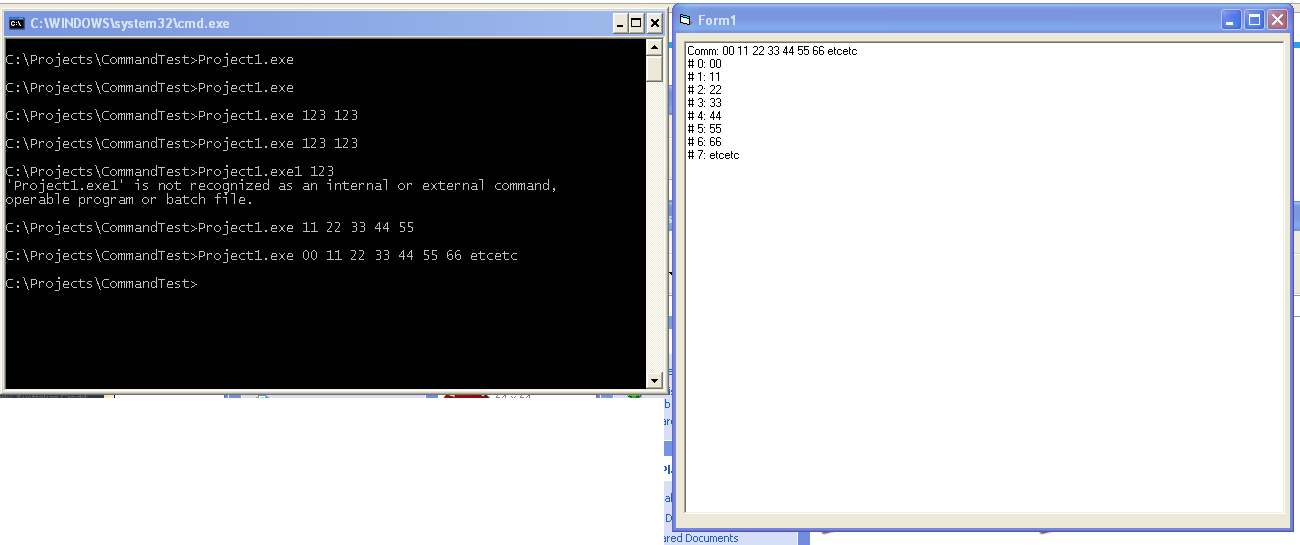 C:\WINDOWS\system32\cmd.exe
C:\Projects\CommandTest>Project1.exe
C:\Projects\CommandTest>Project1.exe
C:\Projects\CommandTest>Project1.exe 123 123
C:\Projects\CommandTest>Project1.exe 123 123
C:\Projects\CommandTest>Project1.exe1 123
'Project1.exe1' is not recognized as an internal or external command,
operable program or batch file.
C:\Projects\CommandTest>Project1.exe 11 22 33 44 55
C:\Projects\CommandTest>Project1.exe 00 11 22 33 44 55 66 etcetc
C:\Projects\CommandTest>
Form1
Comm: 00 11 22 33 44 55 66 etcetc
# 0: 00
# 1: 11
# 2: 22
# 3: 33
# 4: 44
# 5: 55
# 6: 66
# 7: etcetc
ared Documents